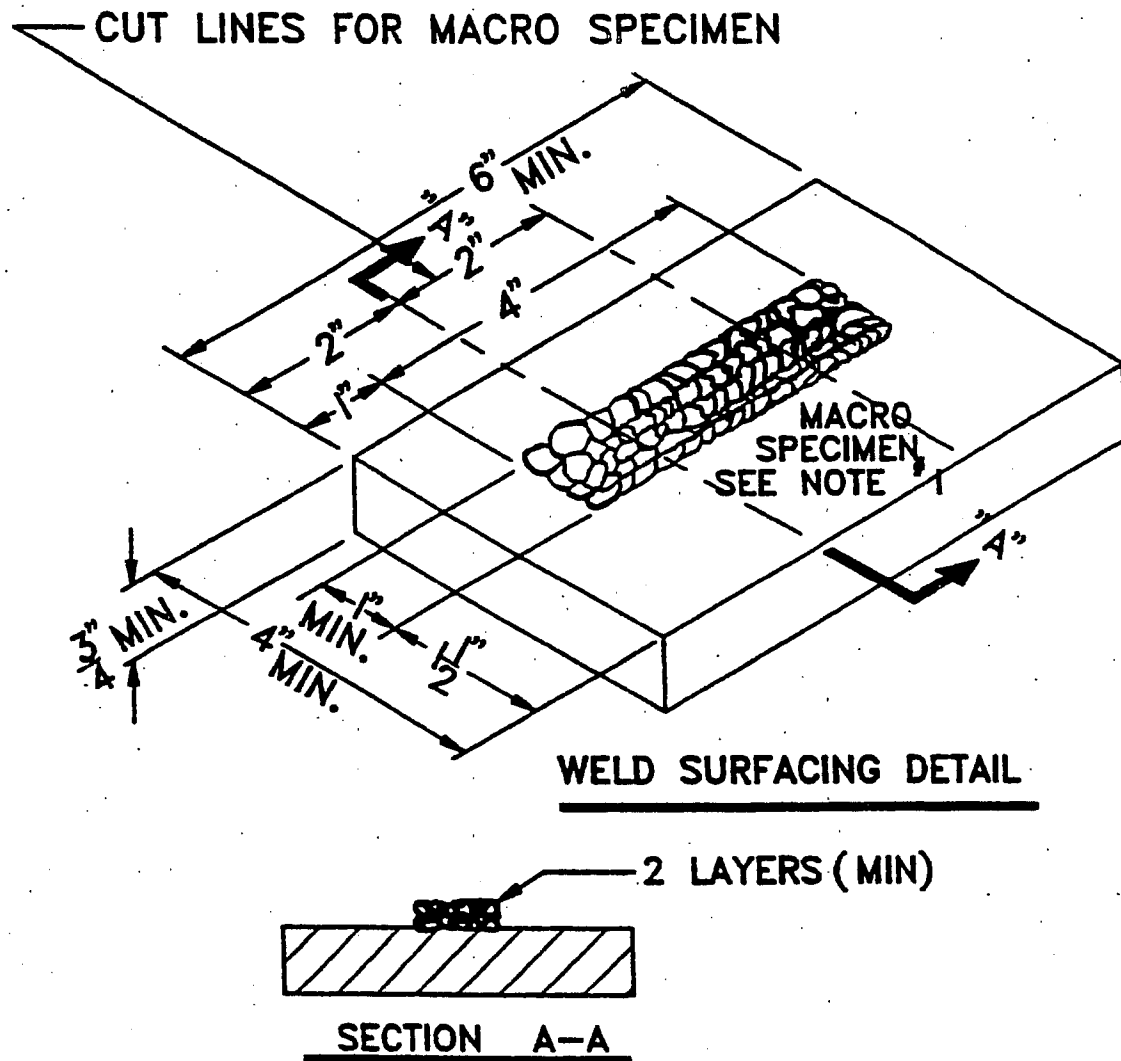 CUT LINES FOR MACRO SPECIMEN
6" MIN.
"A"
2"
2"
4"
1"
MACRO
SPECIMEN
SEE NOTE #1
"A"
3/4" MIN.
1" MIN.
4" MIN.
1 1/2"
WELD SURFACING DETAIL
2 LAYERS (MIN)
SECTION A-A